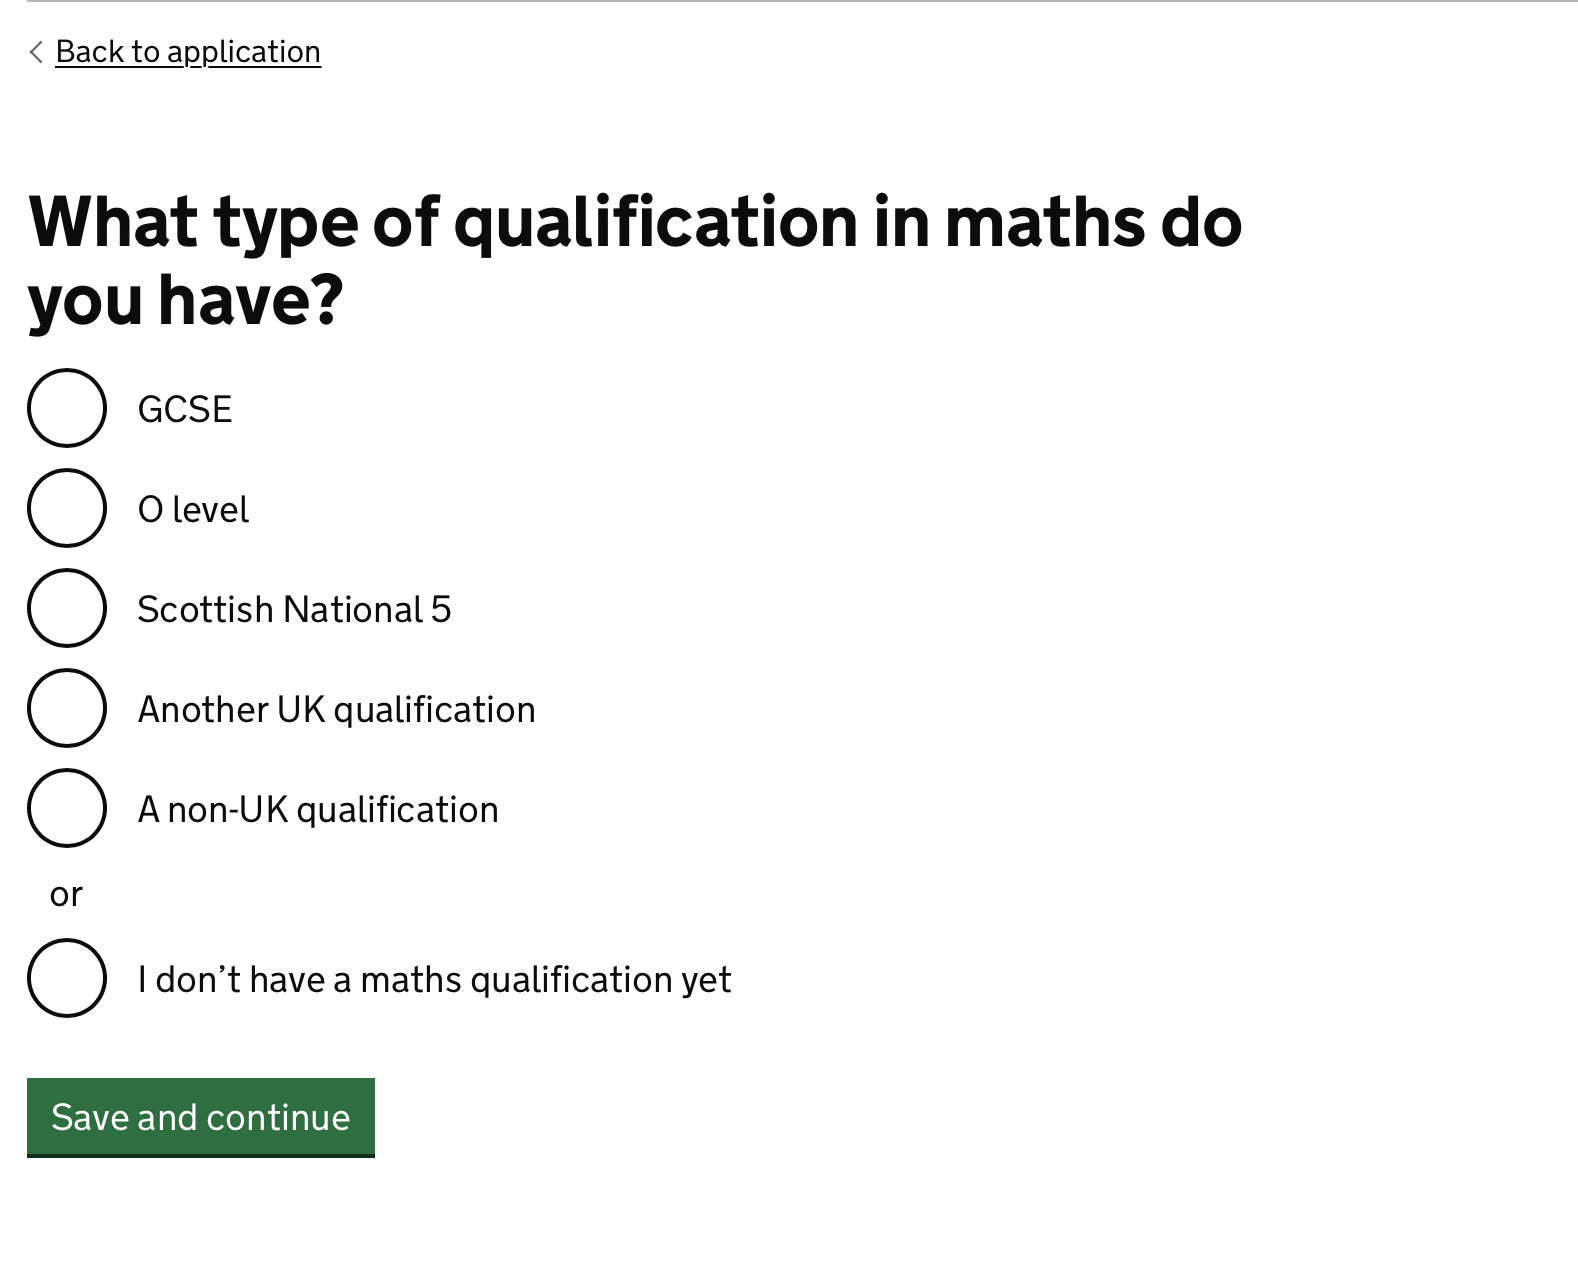 Back to application
What type of qualification in maths do
you have?
GCSE
O level
Scottish National 5
Another UK qualification
A non-UK qualification
or
I don’t have a maths qualification yet
Save and continue